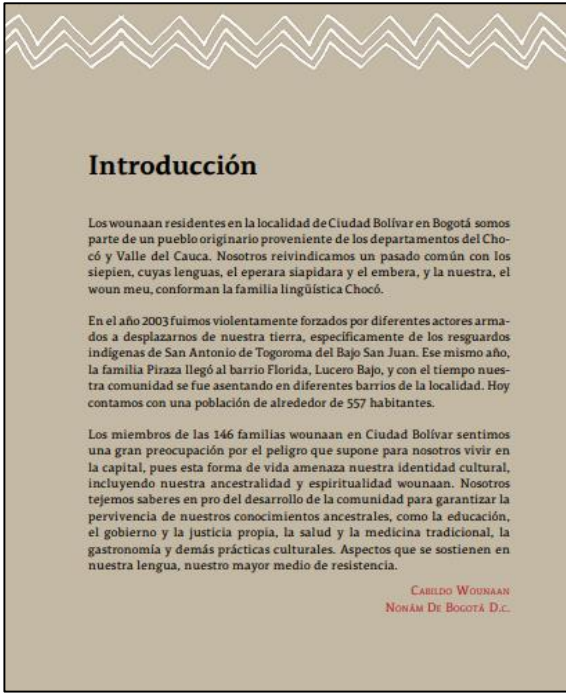 Introducción
Los wounaan residentes en la localidad de Ciudad Bolívar en Bogotá somos
parte de un pueblo originario proveniente de los departamentos del Cho-
có y Valle del Cauca. Nosotros reivindicamos un pasado común con los
siepien, cuyas lenguas, el eperara siapidara y el embera, y la nuestra, el
woun meu, conforman la familia lingüística Chocó.
En el año 2003 fuimos violentamente forzados por diferentes actores arma-
dos a desplazarnos de nuestra tierra, específicamente de los resguardos
indígenas de San Antonio de Togoroma del Bajo San Juan. Ese mismo año,
la familia Piraza llegó al barrio Florida, Lucero Bajo, y con el tiempo nues-
tra comunidad se fue asentando en diferentes barrios de la localidad. Hoy
contamos con una población de alrededor de 557 habitantes.
Los miembros de las 146 familias wounaan en Ciudad Bolívar sentimos
una gran preocupación por el peligro que supone para nosotros vivir en
la capital, pues esta forma de vida amenaza nuestra identidad cultural,
incluyendo nuestra ancestralidad y espiritualidad wounaan. Nosotros
tejemos saberes en pro del desarrollo de la comunidad para garantizar la
pervivencia de nuestros conocimientos ancestrales, como la educación,
el gobierno y la justicia propia, la salud y la medicina tradicional, la
gastronomía y demás prácticas culturales. Aspectos que se sostienen en
nuestra lengua, nuestro mayor medio de resistencia.
Cabildo Wounaan
Nonám De Bogotá D.c.